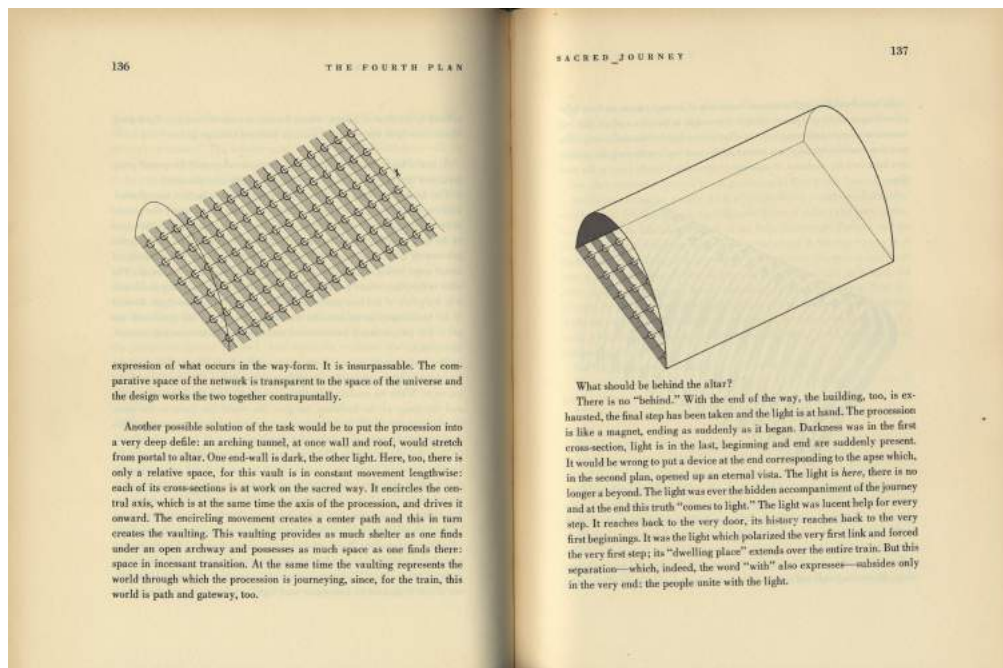 136
THE FOURTH PLAN
expression of what occurs in the way-form. It is insurpassable. The com-
parative space of the network is transparent to the space of the universe and
the design works the two together contrapuntally.
Another possible solution of the task would be to put the procession into
a very deep defile: an arching tunnel, at once wall and roof, would stretch
from portal to altar. One end-wall is dark, the other light. Here, too, there is
only a relative space, for this vault is in constant movement lengthwise:
each of its cross-sections is at work on the sacred way. It encircles the cen-
tral axis, which is at the same time the axis of the procession, and drives it
onward. The encircling movement creates a center path and this in turn
creates the vaulting. This vaulting provides as much shelter as one finds
under an open archway and possesses as much space as one finds there:
space in incessant transition. At the same time the vaulting represents the
world through which the procession is journeying, since, for the train, this
world is path and gateway, too.
SACRED_JOURNEY
137
What should be behind the altar?
There is no "behind." With the end of the way, the building, too, is ex-
hausted, the final step has been taken and the light is at hand. The procession
is like a magnet, ending as suddenly as it began. Darkness was in the first
cross-section, light is in the last, beginning and end are suddenly present.
It would be wrong to put a device at the end corresponding to the apse which,
in the second plan, opened up an eternal vista. The light is here, there is no
longer a beyond. The light was ever the hidden accompaniment of the journey
and at the end this truth "comes to light." The light was lucent help for every
step. It reaches back to the very door, its history reaches back to the very
first beginnings. It was the light which polarized the very first link and forced
the very first step; its "dwelling place" extends over the entire train. But this
separation—which, indeed, the word "with" also expresses—subsides only
in the very end: the people unite with the light.